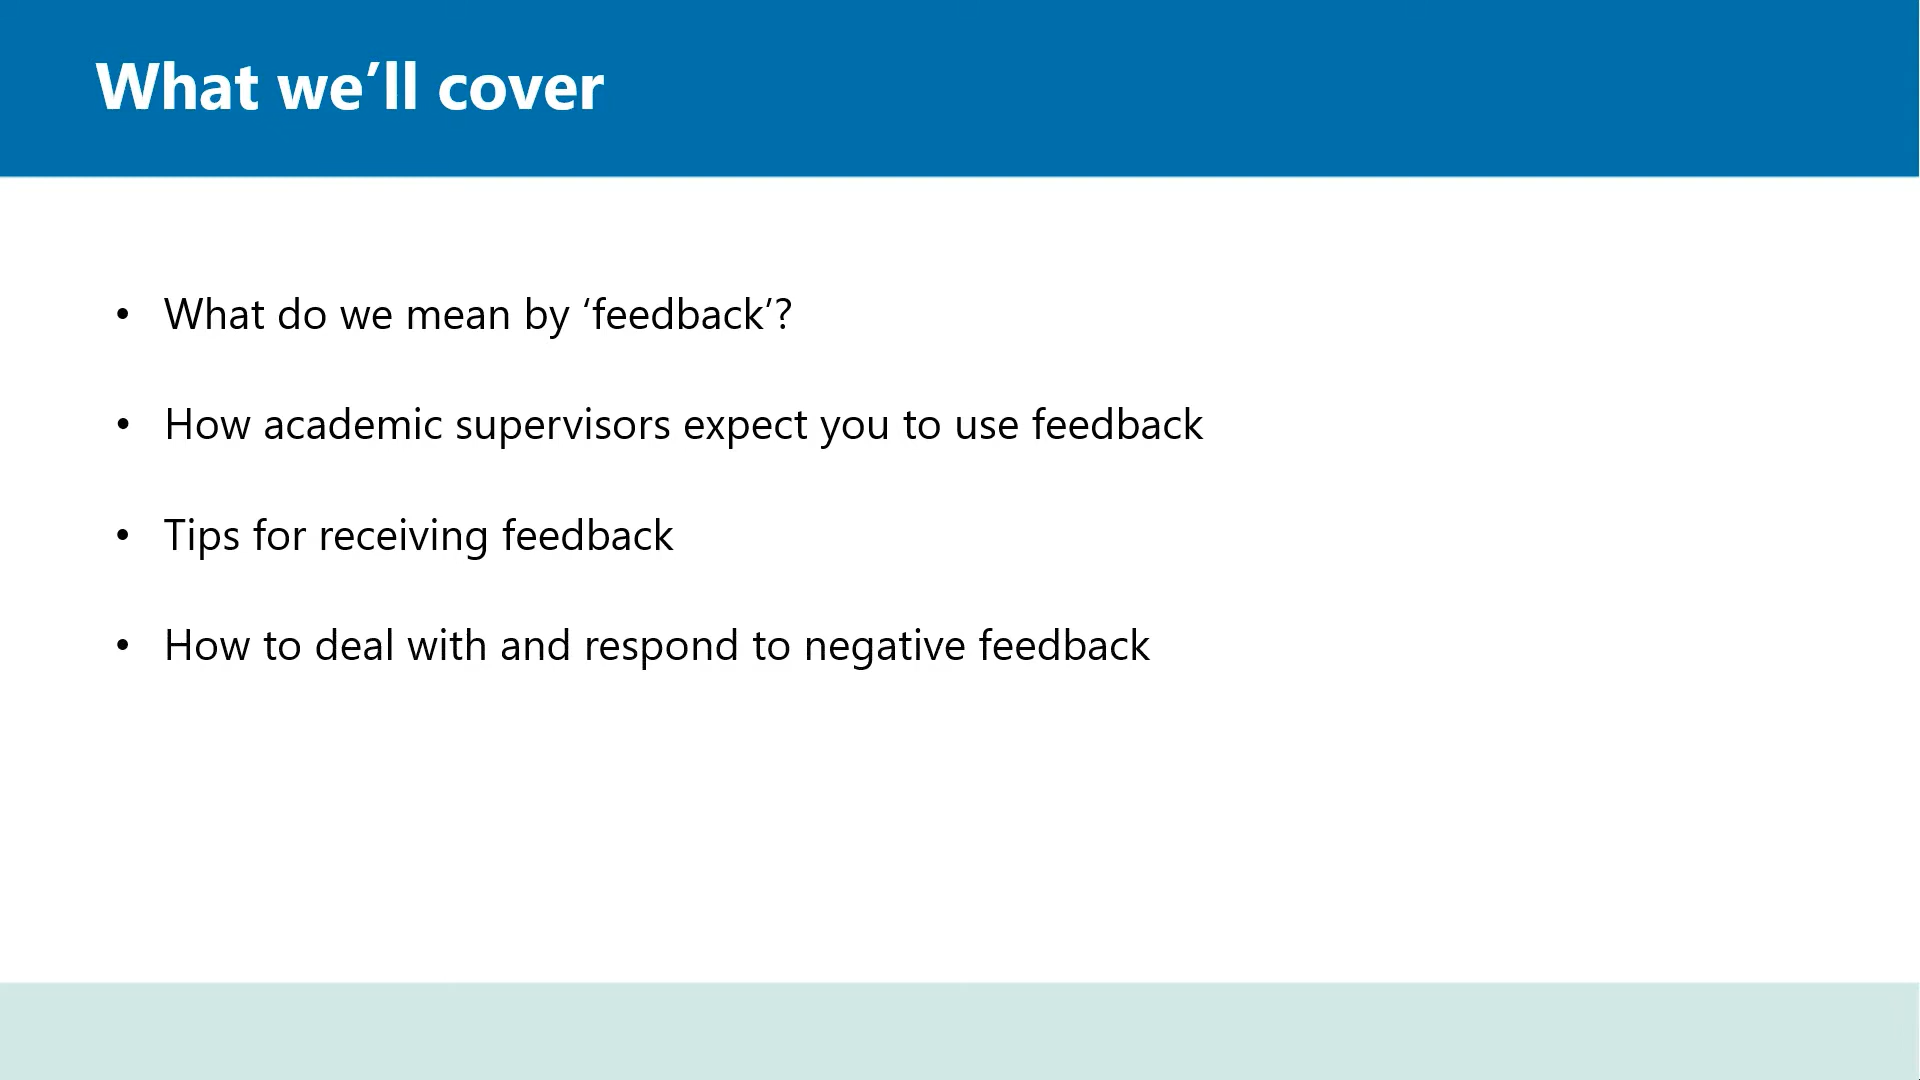 What we’ll cover
• What do we mean by ‘feedback’?
• How academic supervisors expect you to use feedback
• Tips for receiving feedback
• How to deal with and respond to negative feedback